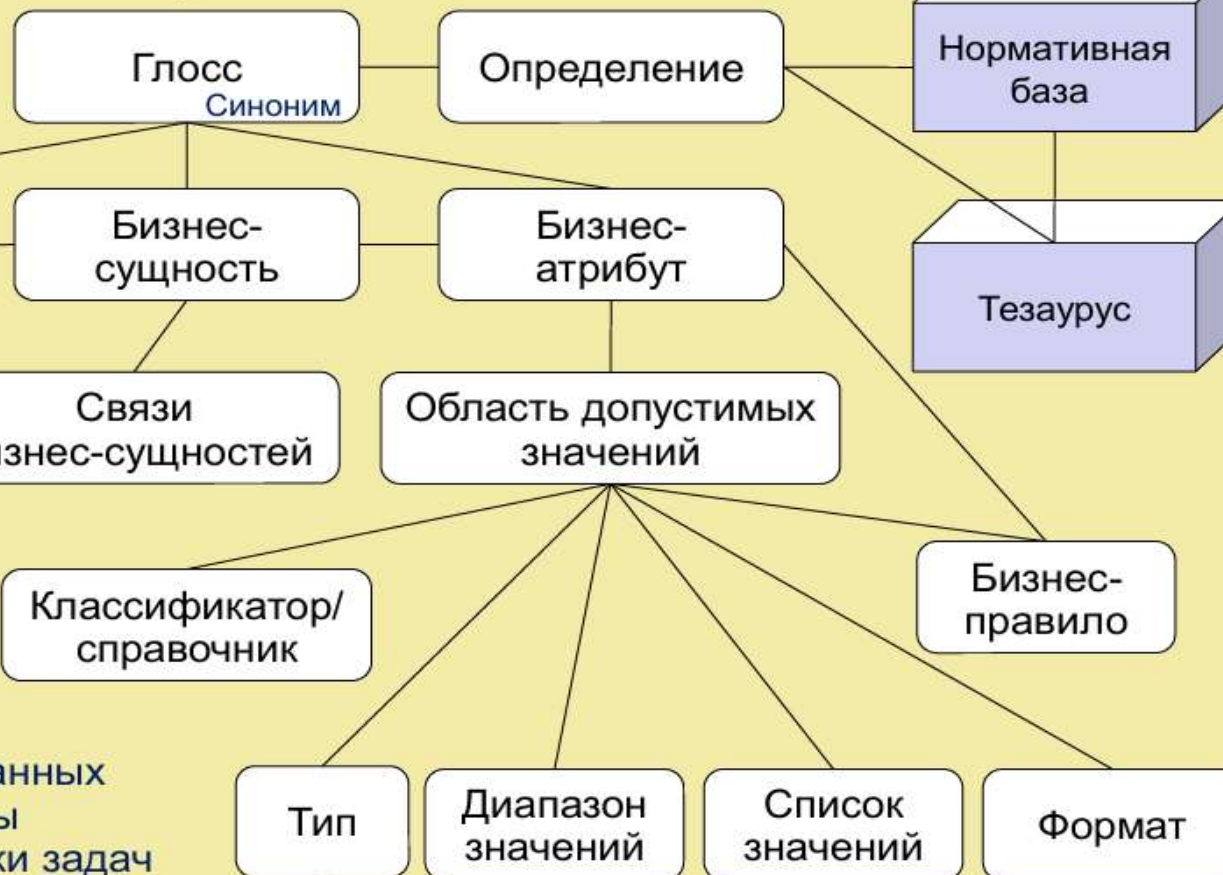 Глосс
Синоним
Определение
Нормативная
база
Бизнес-
сущность
Бизнес-
атрибут
Тезаурус
Связи
знес-сущностей
Область допустимых
значений
Классификатор/
справочник
Бизнес-
правило
анных
ы
ки задач
Тип
Диапазон
значений
Список
значений
Формат